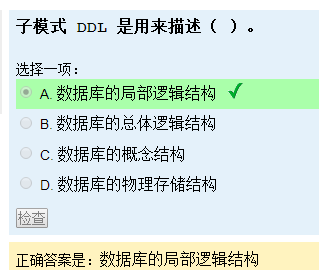 子模式 DDL 是用来描述（ ）。
选择一项：
A. 数据库的局部逻辑结构
B. 数据库的总体逻辑结构
C. 数据库的概念结构
D. 数据库的物理存储结构
检查
正确答案是：数据库的局部逻辑结构